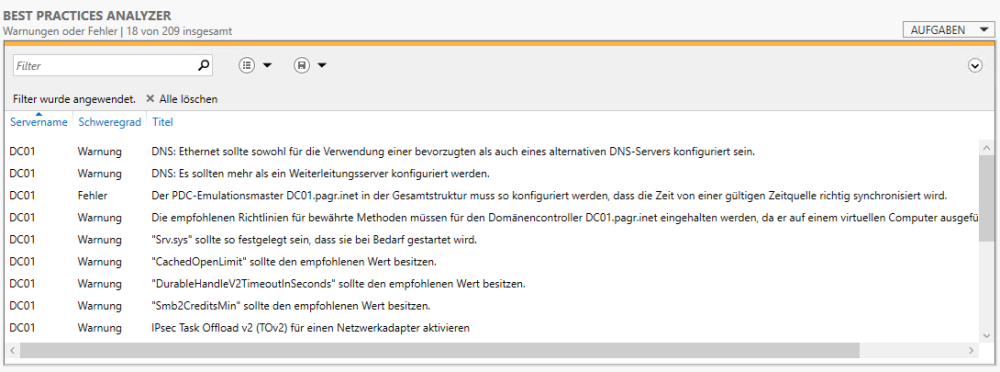 BEST PRACTICES ANALYZER
Warnungen oder Fehler | 18 von 209 insgesamt
AUFGABEN
Filter
Filter wurde angewendet. Alle löschen
Servername Schweregrad Titel
DC01 Warnung DNS: Ethernet sollte sowohl für die Verwendung einer bevorzugten als auch eines alternativen DNS-Servers konfiguriert sein.
DC01 Warnung DNS: Es sollten mehr als ein Weiterleitungsserver konfiguriert werden.
DC01 Fehler Der PDC-Emulationsmaster DC01.pagr.inet in der Gesamtstruktur muss so konfiguriert werden, dass die Zeit von einer gültigen Zeitquelle richtig synchronisiert wird.
DC01 Warnung Die empfohlenen Richtlinien für bewährte Methoden müssen für den Domänencontroller DC01.pagr.inet eingehalten werden, da er auf einem virtuellen Computer ausgefü
DC01 Warnung "Srv.sys" sollte so festgelegt sein, dass sie bei Bedarf gestartet wird.
DC01 Warnung "CachedOpenLimit" sollte den empfohlenen Wert besitzen.
DC01 Warnung "DurableHandleV2TimeoutInSeconds" sollte den empfohlenen Wert besitzen.
DC01 Warnung "Smb2CreditsMin" sollte den empfohlenen Wert besitzen.
DC01 Warnung IPsec Task Offload v2 (TOv2) für einen Netzwerkadapter aktivieren